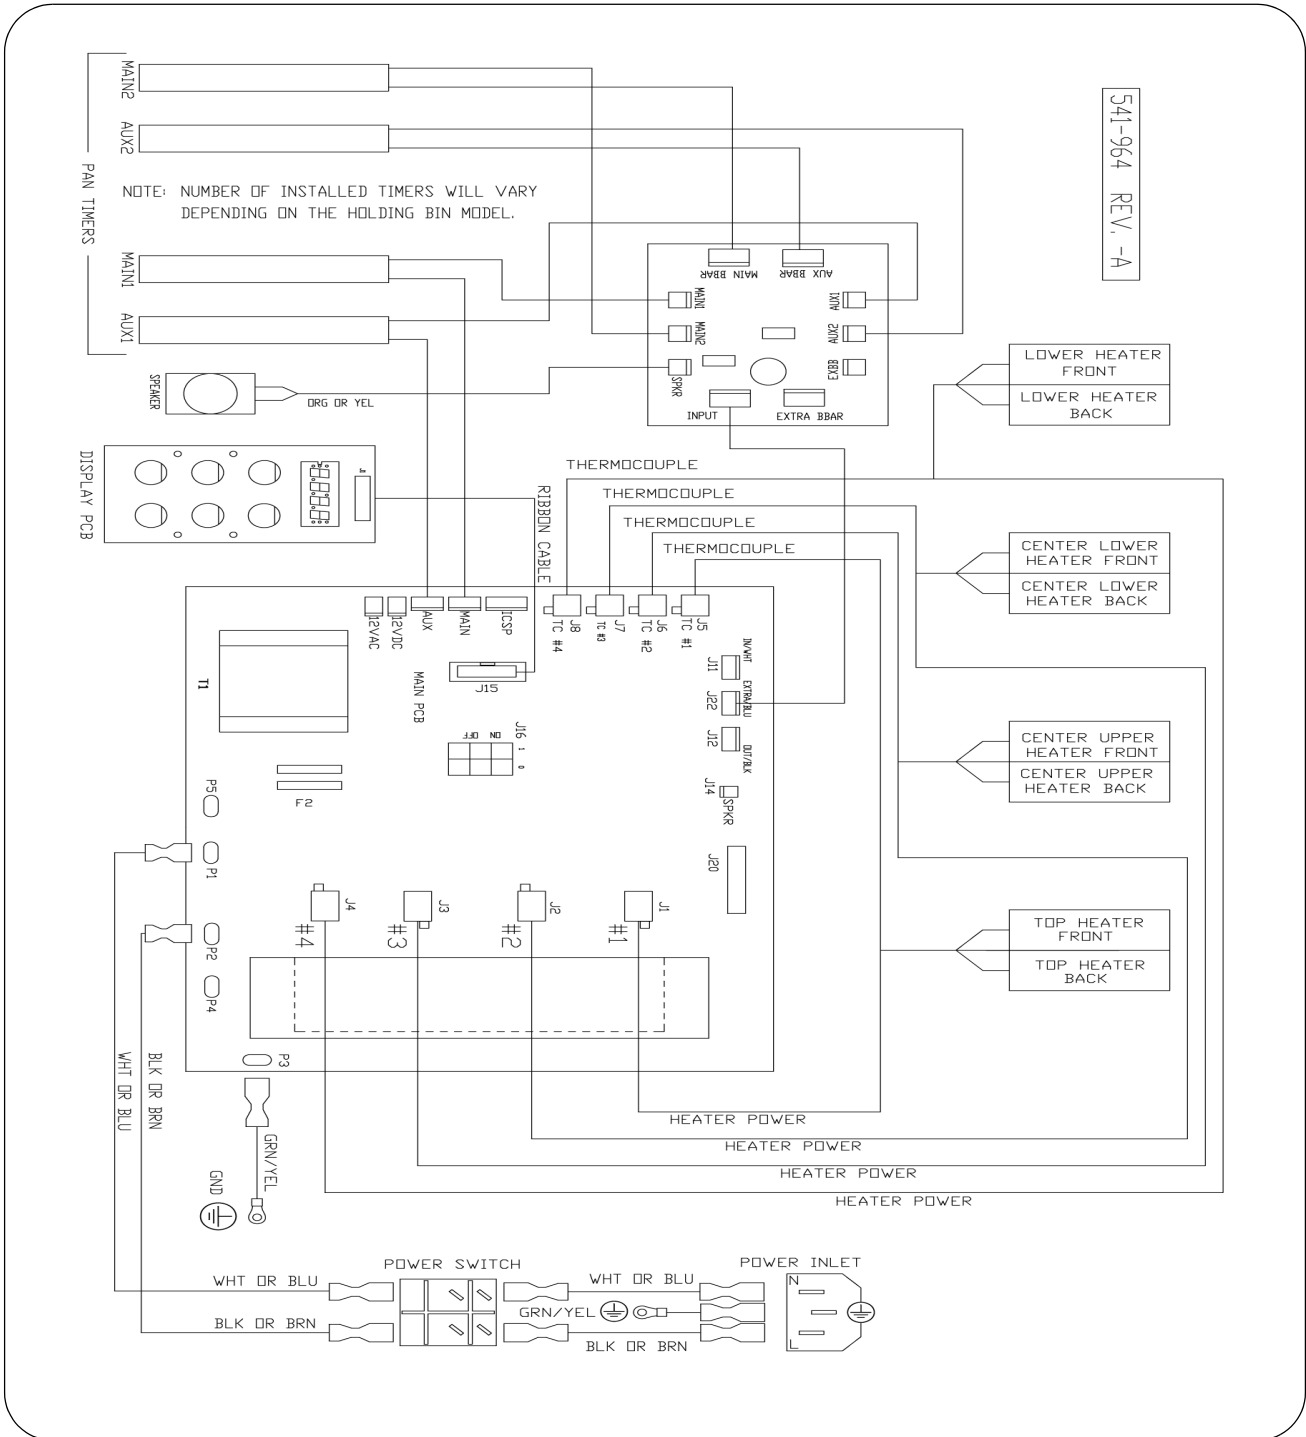 MAIN2
AUX2
PAN TIMERS
NOTE: NUMBER OF INSTALLED TIMERS WILL VARY
DEPENDING ON THE HOLDING BIN MODEL.
MAIN1
AUX1
541-964 REV. -A
MAIN BBAR
AUX BBAR
MAIN1
AUX1
MAIN2
AUX2
SPKR
EXBB
INPUT
EXTRA BBAR
SPEAKER
ORG OR YEL
DISPLAY PCB
RIBBON CABLE
THERMOCOUPLE
THERMOCOUPLE
THERMOCOUPLE
THERMOCOUPLE
LOWER HEATER
FRONT
LOWER HEATER
BACK
CENTER LOWER
HEATER FRONT
CENTER LOWER
HEATER BACK
CENTER UPPER
HEATER FRONT
CENTER UPPER
HEATER BACK
TOP HEATER
FRONT
TOP HEATER
BACK
12VAC
12VDC
AUX
MAIN
ICSP
J8
TC #4
J7
TC #3
J6
TC #2
J5
TC #1
IN/WHT
J11
EXTRA/BLU
J22
J12
OUT/BLK
J14
SPKR
J20
T1
MAIN PCB
J15
J16
ON OFF
1
0
F2
P5
P1
P2
P4
P3
J4
#4
J3
#3
J2
#2
J1
#1
WHT OR BLU
BLK OR BRN
GRN/YEL
GND
HEATER POWER
HEATER POWER
HEATER POWER
HEATER POWER
POWER SWITCH
POWER INLET
WHT OR BLU
WHT OR BLU
N
GRN/YEL
BLK OR BRN
BLK OR BRN
L